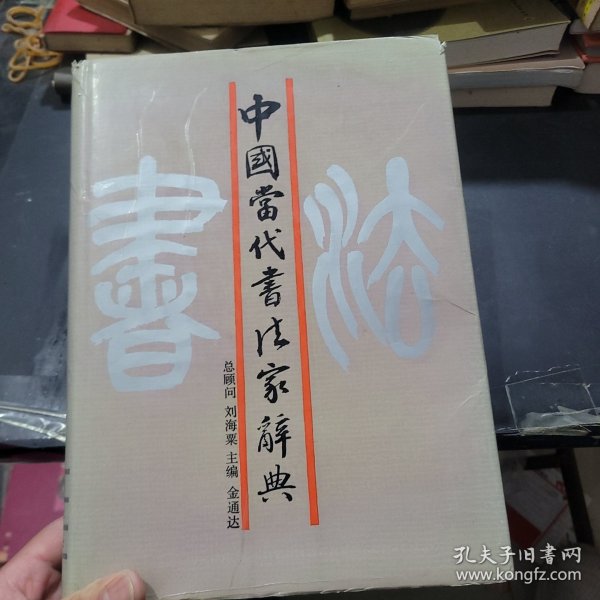 中國當代書法家辭典
書法
总顾问 刘海粟 主编 金通达
孔夫子旧书网
www.kongfz.com